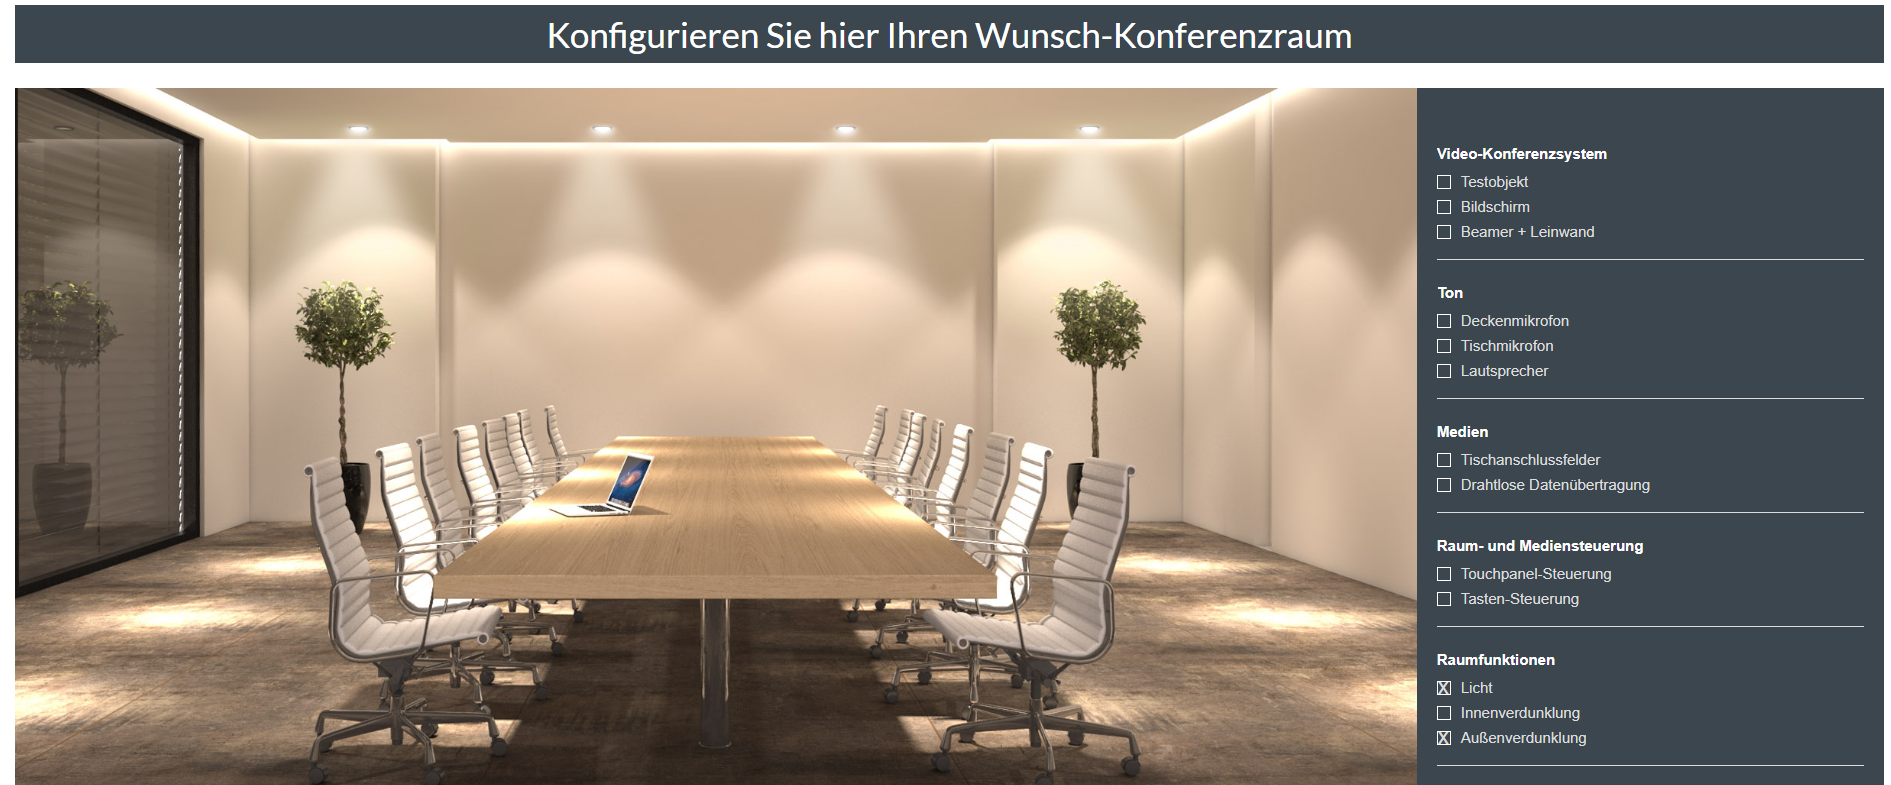 Konfigurieren Sie hier Ihren Wunsch-Konferenzraum
Video-Konferenzsystem
Testobjekt
Bildschirm
Beamer + Leinwand
Ton
Deckenmikrofon
Tischmikrofon
Lautsprecher
Medien
Tischanschlussfelder
Drahtlose Datenübertragung
Raum- und Mediensteuerung
Touchpanel-Steuerung
Tasten-Steuerung
Raumfunktionen
Licht
Innenverdunklung
Außenverdunklung